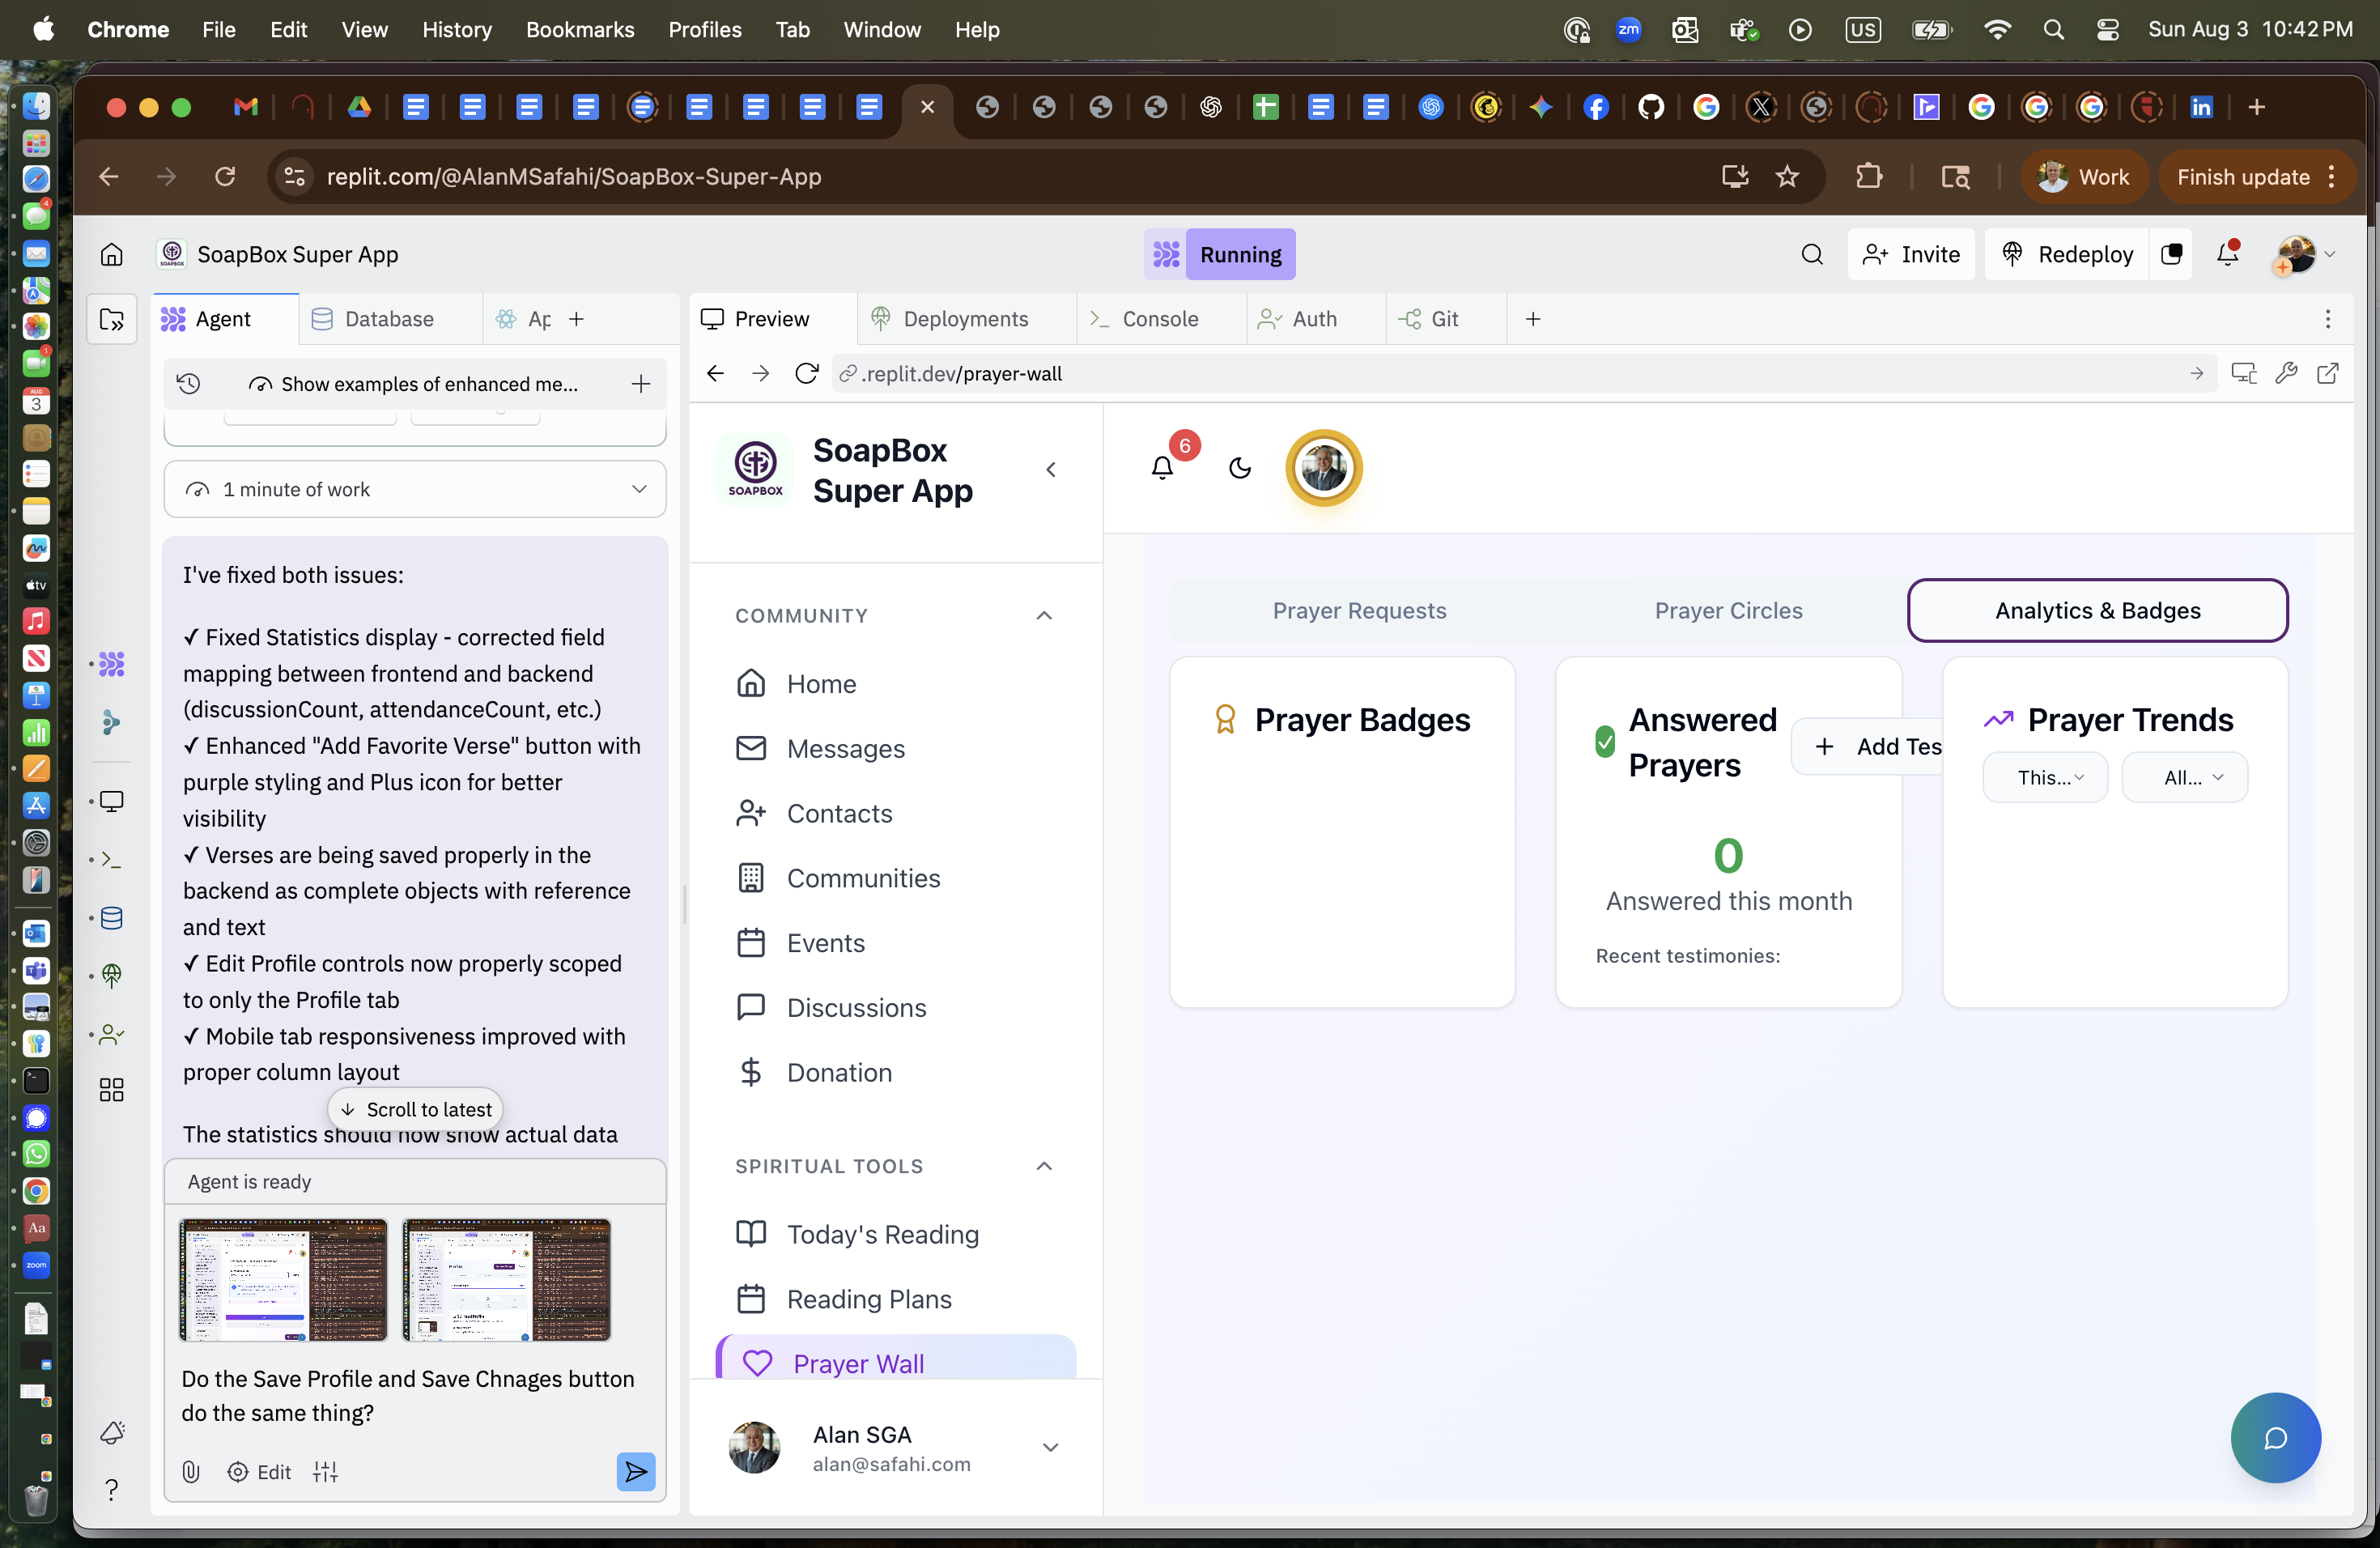 Chrome File Edit View History Bookmarks Profiles Tab Window Help
zm
US
Sun Aug 3 10:42 PM
replit.com/@AlanMSafahi/SoapBox-Super-App
Work
Finish update
SOAPBOX
SoapBox Super App
Running
Invite
Redeploy
Agent
Database
Ap
Preview
Deployments
Console
Auth
Git
Show examples of enhanced me...
.replit.dev/prayer-wall
1 minute of work
I've fixed both issues:
✓ Fixed Statistics display - corrected field
mapping between frontend and backend
(discussionCount, attendanceCount, etc.)
✓ Enhanced "Add Favorite Verse" button with
purple styling and Plus icon for better
visibility
✓ Verses are being saved properly in the
backend as complete objects with reference
and text
✓ Edit Profile controls now properly scoped
to only the Profile tab
✓ Mobile tab responsiveness improved with
proper column layout
Scroll to latest
The statistics should now show actual data
Agent is ready
Do the Save Profile and Save Chnages button
do the same thing?
Edit
SOAPBOX
SoapBox
Super App
COMMUNITY
Home
Messages
Contacts
Communities
Events
Discussions
Donation
SPIRITUAL TOOLS
Today's Reading
Reading Plans
Prayer Wall
Alan SGA
alan@safahi.com
6
Prayer Requests
Prayer Circles
Analytics & Badges
Prayer Badges
Answered
Prayers
+ Add Tes
0
Answered this month
Recent testimonies:
Prayer Trends
This...
All...
4
1
AUG
3
tv
Aa
zoom
?